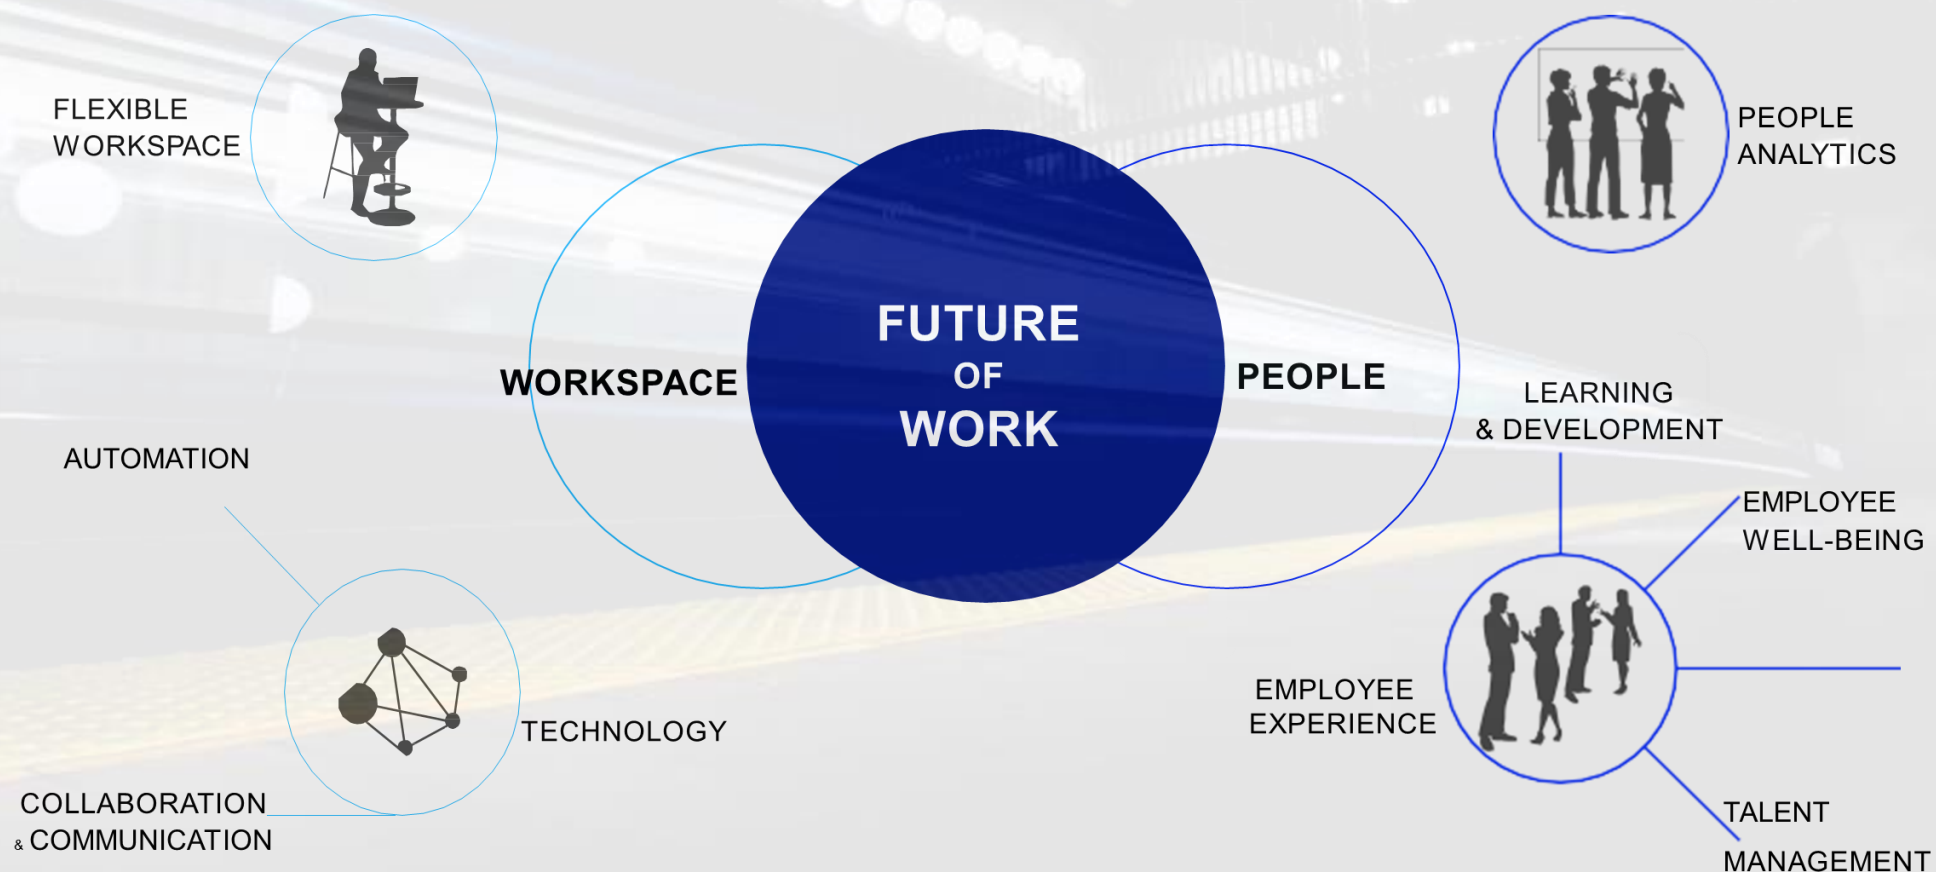 FLEXIBLE
WORKSPACE
PEOPLE
ANALYTICS
FUTURE
OF
WORK
WORKSPACE
PEOPLE
LEARNING
& DEVELOPMENT
AUTOMATION
EMPLOYEE
WELL-BEING
EMPLOYEE
EXPERIENCE
TECHNOLOGY
COLLABORATION
& COMMUNICATION
TALENT
MANAGEMENT